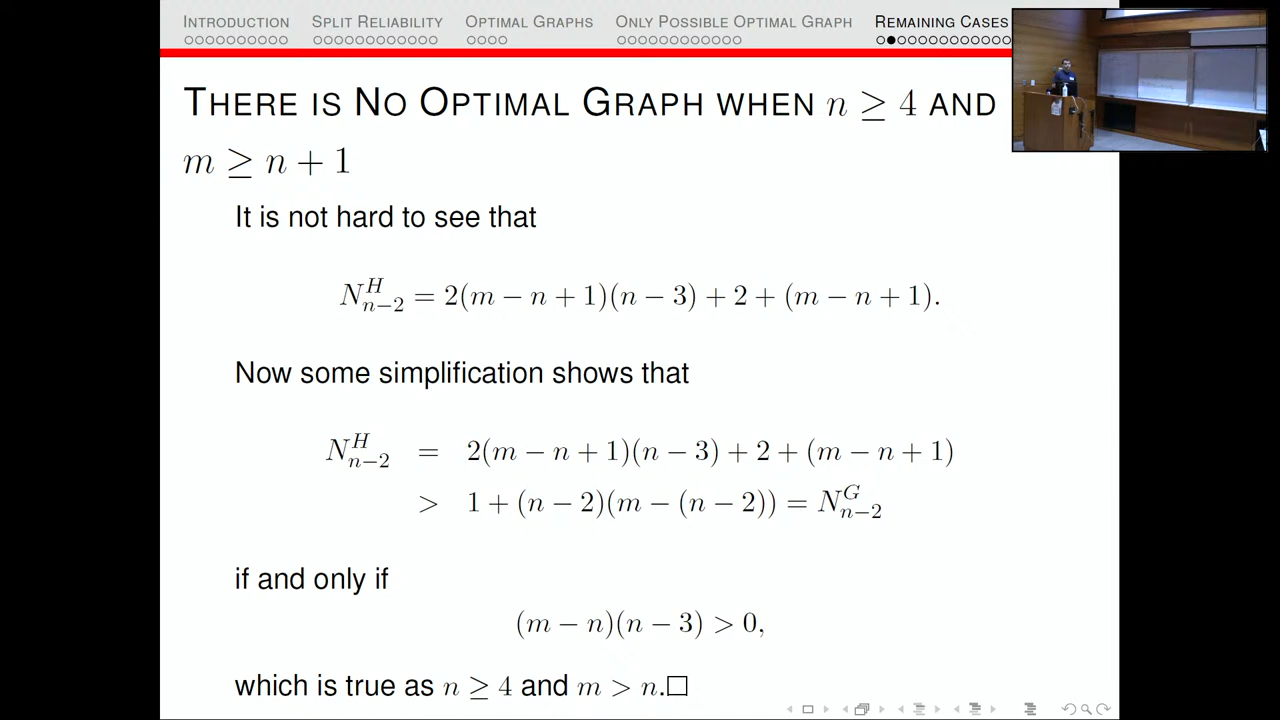 INTRODUCTION SPLIT RELIABILITY OPTIMAL GRAPHS ONLY POSSIBLE OPTIMAL GRAPH REMAINING CASES
THERE IS NO OPTIMAL GRAPH WHEN n ≥ 4 AND
m ≥ n + 1
It is not hard to see that
N^H_{n−2} = 2(m − n + 1)(n − 3) + 2 + (m − n + 1).
Now some simplification shows that
N^H_{n−2} = 2(m − n + 1)(n − 3) + 2 + (m − n + 1)
> 1 + (n − 2)(m − (n − 2)) = N^G_{n−2}
if and only if
(m − n)(n − 3) > 0,
which is true as n ≥ 4 and m > n.□